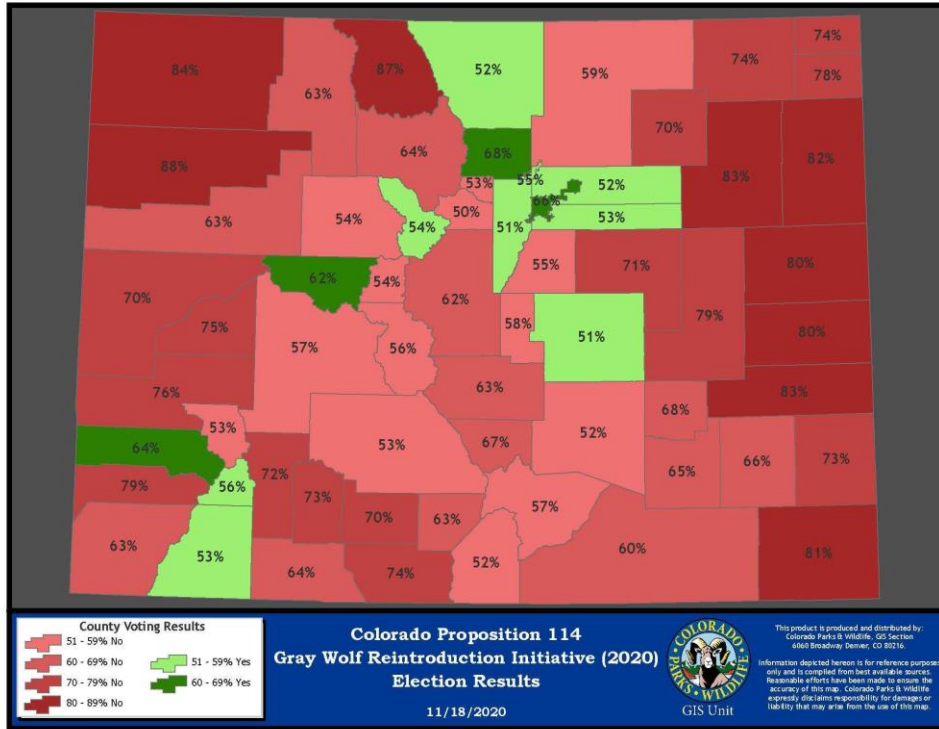 74%
84%
87%
52%
74%
63%
59%
78%
70%
64%
68%
82%
88%
83%
53%
55%
52%
66%
63%
54%
54%
50%
51%
53%
55%
71%
80%
62%
54%
70%
62%
79%
75%
58%
51%
80%
57%
56%
76%
63%
83%
68%
53%
52%
64%
53%
67%
72%
65%
66%
73%
79%
56%
73%
57%
70%
63%
63%
53%
60%
81%
64%
74%
52%
County Voting Results
51 - 59% No
60 - 69% No
70 - 79% No
80 - 89% No
51 - 59% Yes
60 - 69% Yes
Colorado Proposition 114
Gray Wolf Reintroduction Initiative (2020)
Election Results
11/18/2020
COLORADO
PARKS & WILDLIFE
GIS Unit
This product is produced and distributed by:
Colorado Parks & Wildlife, GIS Section
6060 Broadway Denver, CO 80216.
Information depicted hereon is for reference purposes
only and is compiled from best available sources.
Reasonable efforts have been made to ensure the
accuracy of this map. Colorado Parks & Wildlife
expressly disclaims responsibility for damages or
liability that may arise from the use of this map.